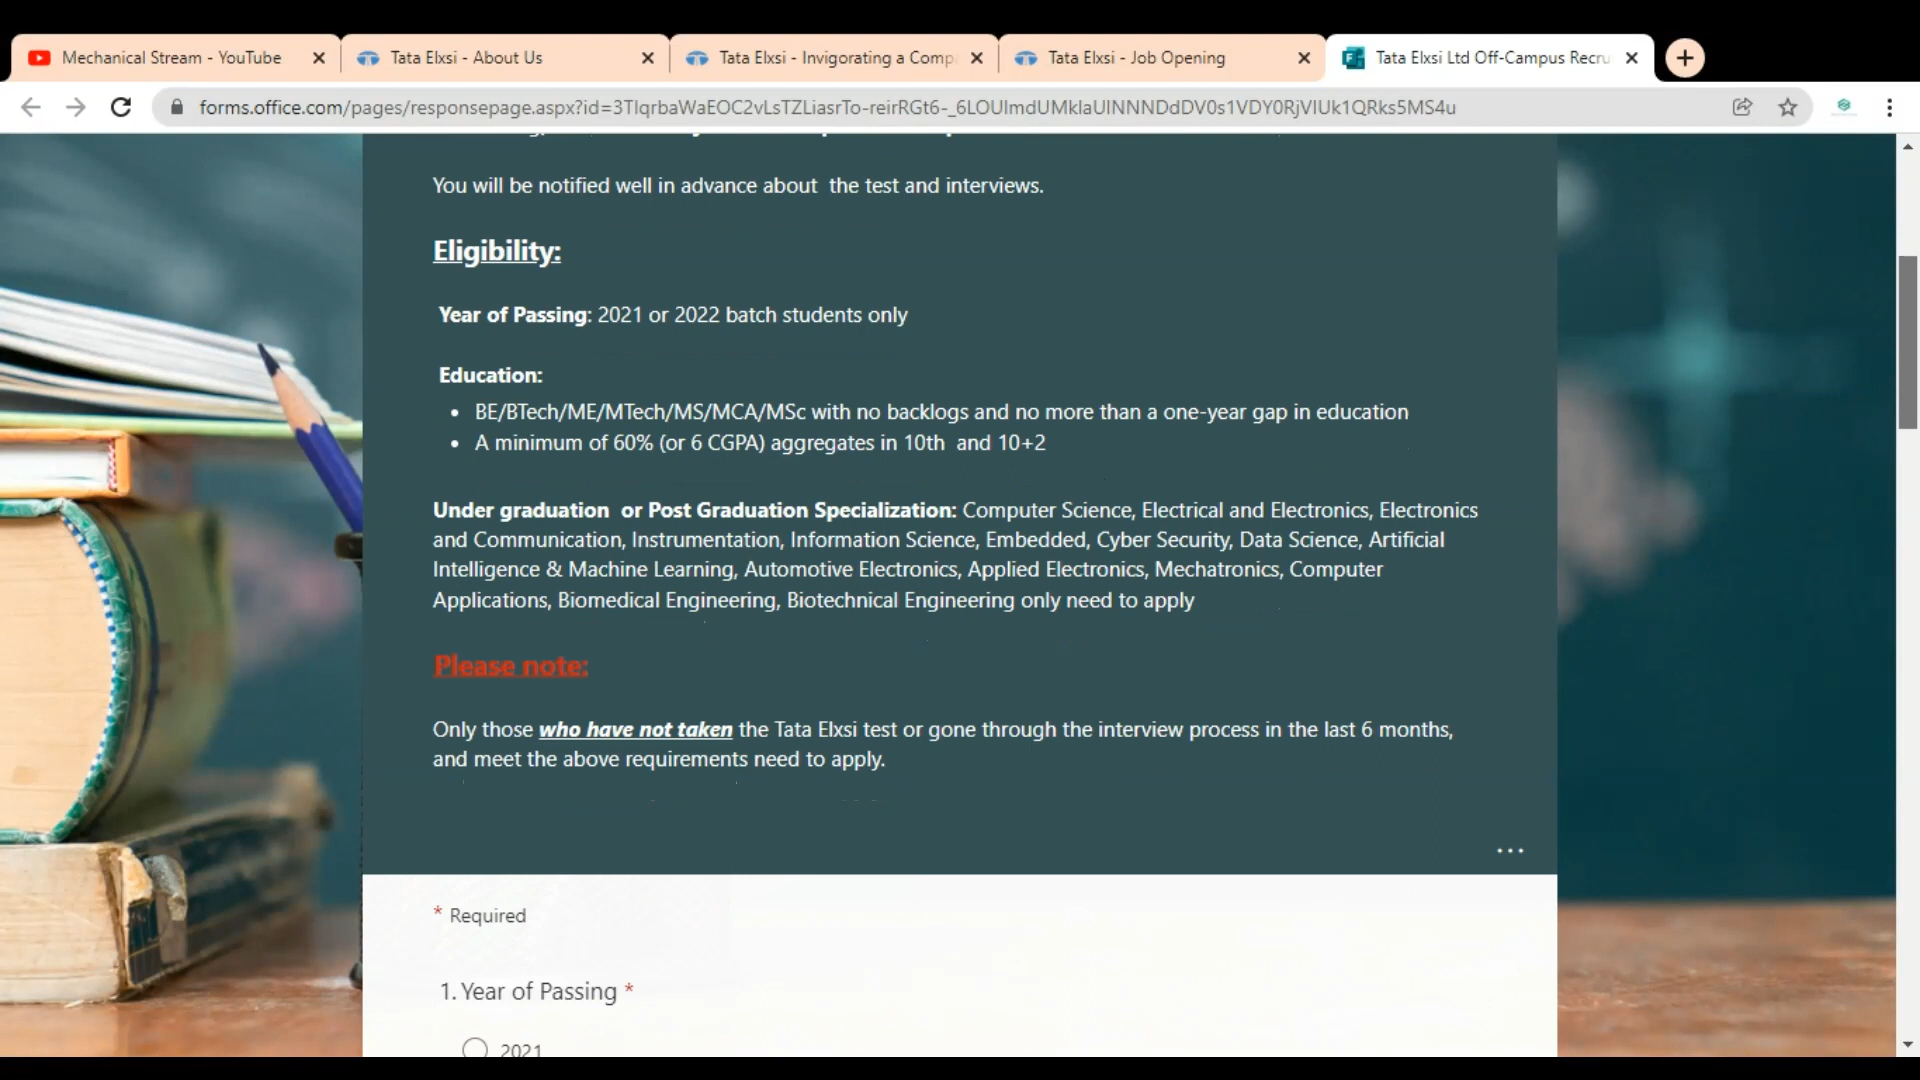 Mechanical Stream - YouTube
Tata Elxsi - About Us
Tata Elxsi - Invigorating a Comp
Tata Elxsi - Job Opening
Tata Elxsi Ltd Off-Campus Recru
forms.office.com/pages/responsepage.aspx?id=3TIqrbaWaEOC2vLsTZLiasrTo-reirRGt6-_6LOUImdUMklaUlNNNDdDV0s1VDY0RjVIUk1QRks5MS4u
You will be notified well in advance about the test and interviews.
Eligibility:
Year of Passing: 2021 or 2022 batch students only
Education:
• BE/BTech/ME/MTech/MS/MCA/MSc with no backlogs and no more than a one-year gap in education
• A minimum of 60% (or 6 CGPA) aggregates in 10th and 10+2
Under graduation or Post Graduation Specialization: Computer Science, Electrical and Electronics, Electronics
and Communication, Instrumentation, Information Science, Embedded, Cyber Security, Data Science, Artificial
Intelligence & Machine Learning, Automotive Electronics, Applied Electronics, Mechatronics, Computer
Applications, Biomedical Engineering, Biotechnical Engineering only need to apply
Please note:
Only those who have not taken the Tata Elxsi test or gone through the interview process in the last 6 months,
and meet the above requirements need to apply.
...
* Required
1. Year of Passing *
2021